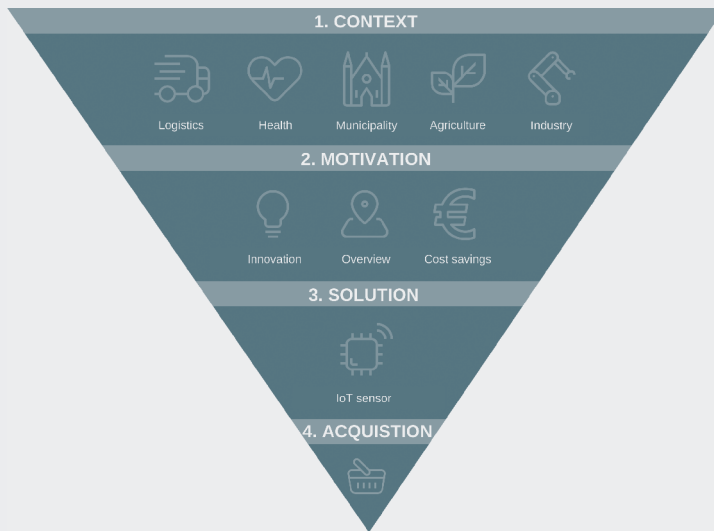 1. CONTEXT
Logistics Health Municipality Agriculture Industry
2. MOTIVATION
Innovation Overview Cost savings
3. SOLUTION
IoT sensor
4. ACQUISTION